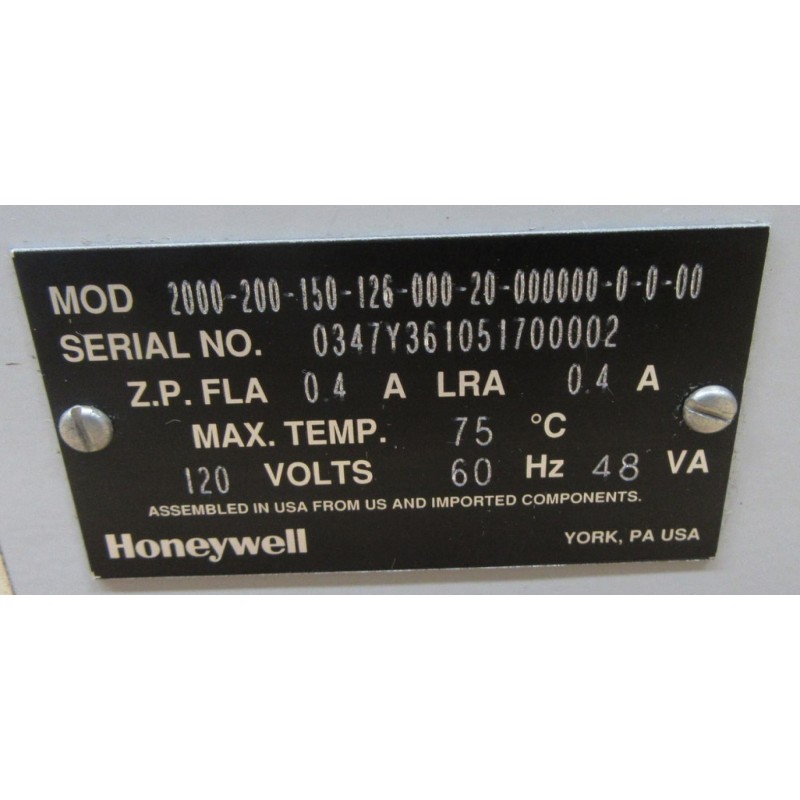 MOD 2000-200-150-126-000-20-000000-0-0-00
SERIAL NO. 0347Y361051700002
Z.P. FLA 0.4 A LRA 0.4 A
MAX. TEMP. 75 °C
120 VOLTS 60 Hz 48 VA
ASSEMBLED IN USA FROM US AND IMPORTED COMPONENTS.
Honeywell YORK, PA USA